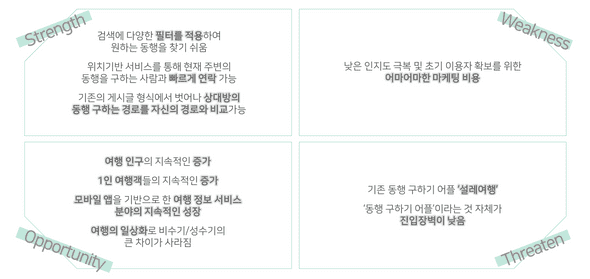 Strength
검색에 다양한 필터를 적용하여
원하는 동행을 찾기 쉬움
위치기반 서비스를 통해 현재 주변의
동행을 구하는 사람과 빠르게 연락 가능
기존의 게시글 형식에서 벗어나 상대방의
동행 구하는 경로를 자신의 경로와 비교가능
Weakness
낮은 인지도 극복 및 초기 이용자 확보를 위한
어마어마한 마케팅 비용
여행 인구의 지속적인 증가
1인 여행객들의 지속적인 증가
모바일 앱을 기반으로 한 여행 정보 서비스
분야의 지속적인 성장
여행의 일상화로 비수기/성수기의
큰 차이가 사라짐
Opportunity
기존 동행 구하기 어플 '설레여행'
'동행 구하기 어플'이라는 것 자체가
진입장벽이 낮음
Threaten